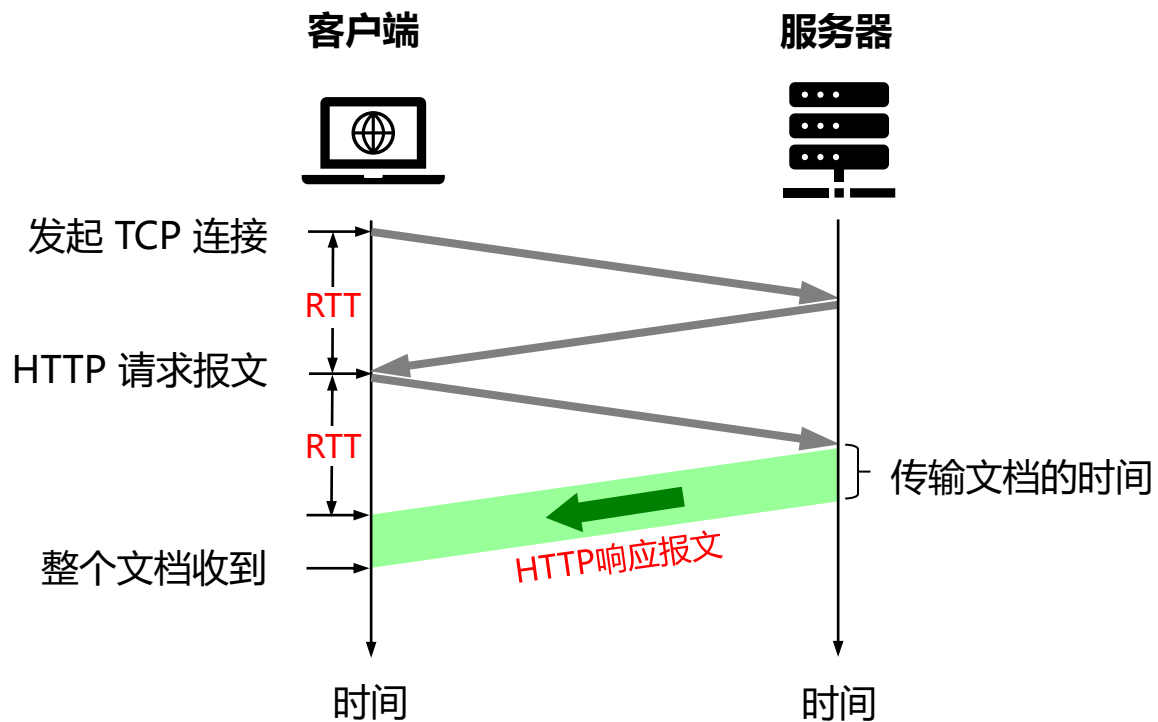 客户端
服务器
发起 TCP 连接
RTT
HTTP 请求报文
RTT
传输文档的时间
HTTP响应报文
整个文档收到
时间
时间